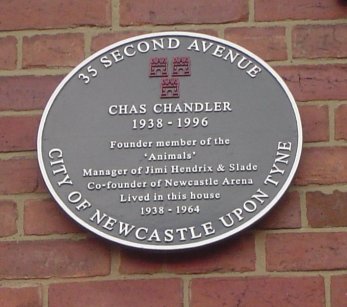 35 SECOND AVENUE
CHAS CHANDLER
1938 - 1996
Founder member of the
'Animals'
Manager of Jimi Hendrix & Slade
Co-founder of Newcastle Arena
Lived in this house
1938 - 1964
CITY OF NEWCASTLE UPON TYNE